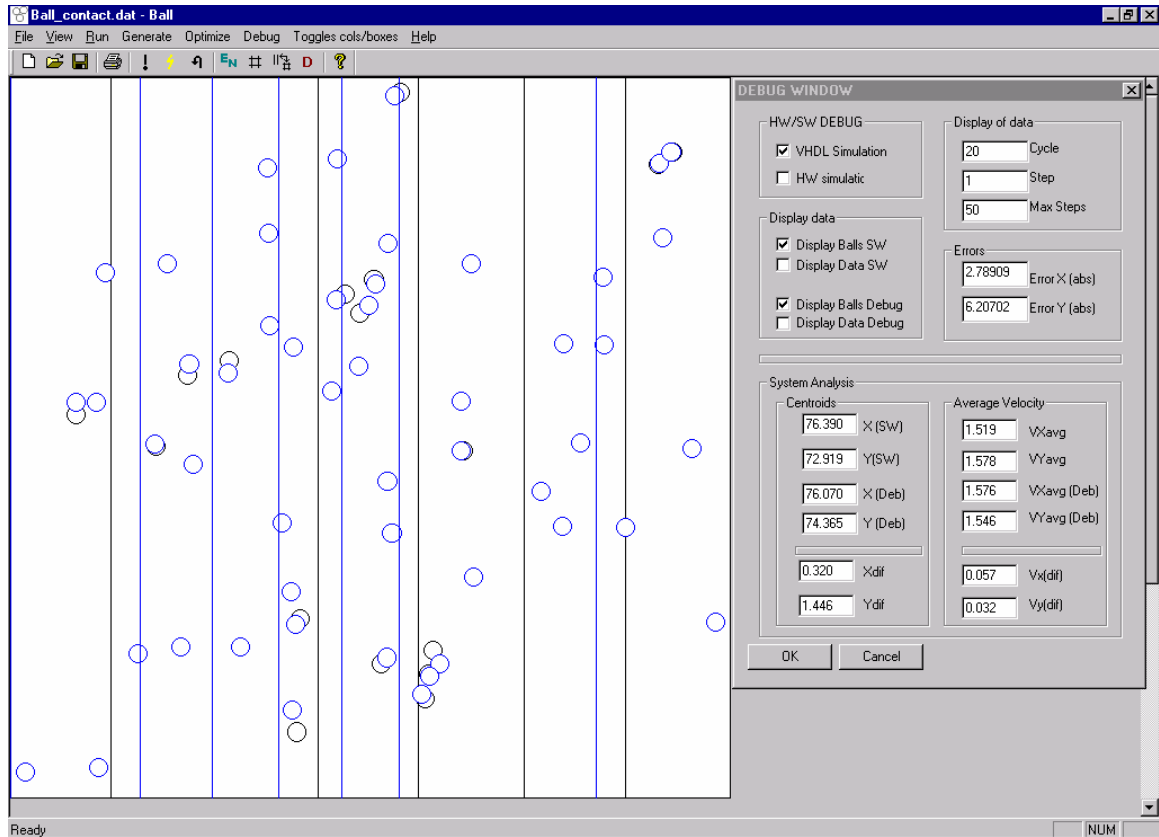 Ball_contact.dat - Ball
File View Run Generate Optimize Debug Toggles cols/boxes Help
EN D ?
DEBUG WINDOW
HW/SW DEBUG
VHDL Simulation
HW simulatic
Display of data
20 Cycle
1 Step
50 Max Steps
Display data
Display Balls SW
Display Data SW
Display Balls Debug
Display Data Debug
Errors
2.78909 Error X (abs)
6.20702 Error Y (abs)
System Analysis
Centroids
76.390 X (SW)
72.919 Y(SW)
76.070 X (Deb)
74.365 Y (Deb)
0.320 Xdif
1.446 Ydif
Average Velocity
1.519 VXavg
1.578 VYavg
1.576 VXavg (Deb)
1.546 VYavg (Deb)
0.057 Vx(dif)
0.032 Vy(dif)
OK Cancel
Ready NUM